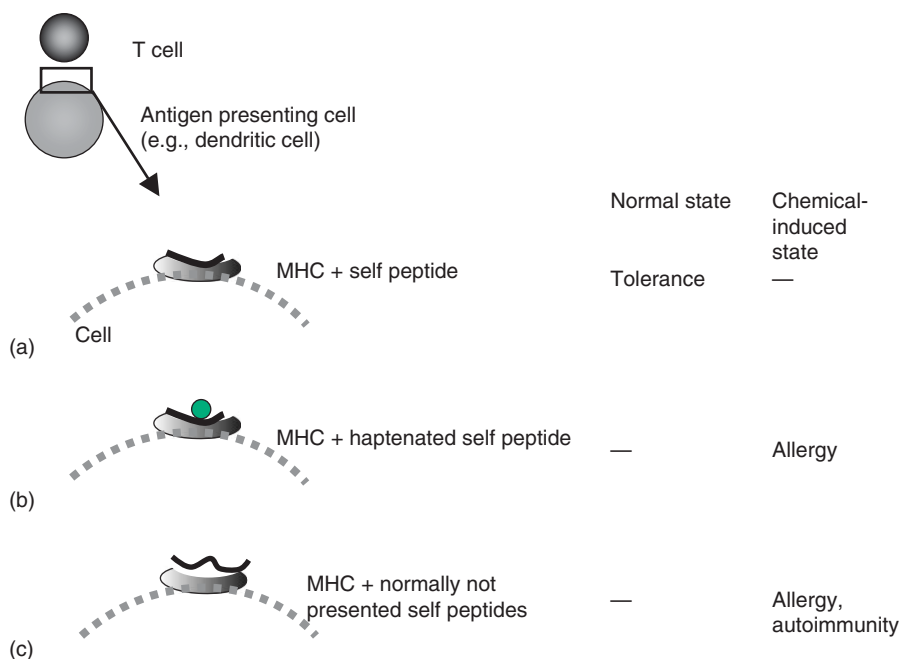 T cell
Antigen presenting cell
(e.g., dendritic cell)
Normal state
Chemical-
induced
state
MHC + self peptide
Tolerance
—
Cell
(a)
MHC + haptenated self peptide
—
Allergy
(b)
MHC + normally not
presented self peptides
—
Allergy,
autoimmunity
(c)